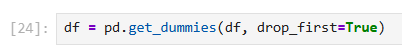 [24]: df = pd.get_dummies(df, drop_first=True)